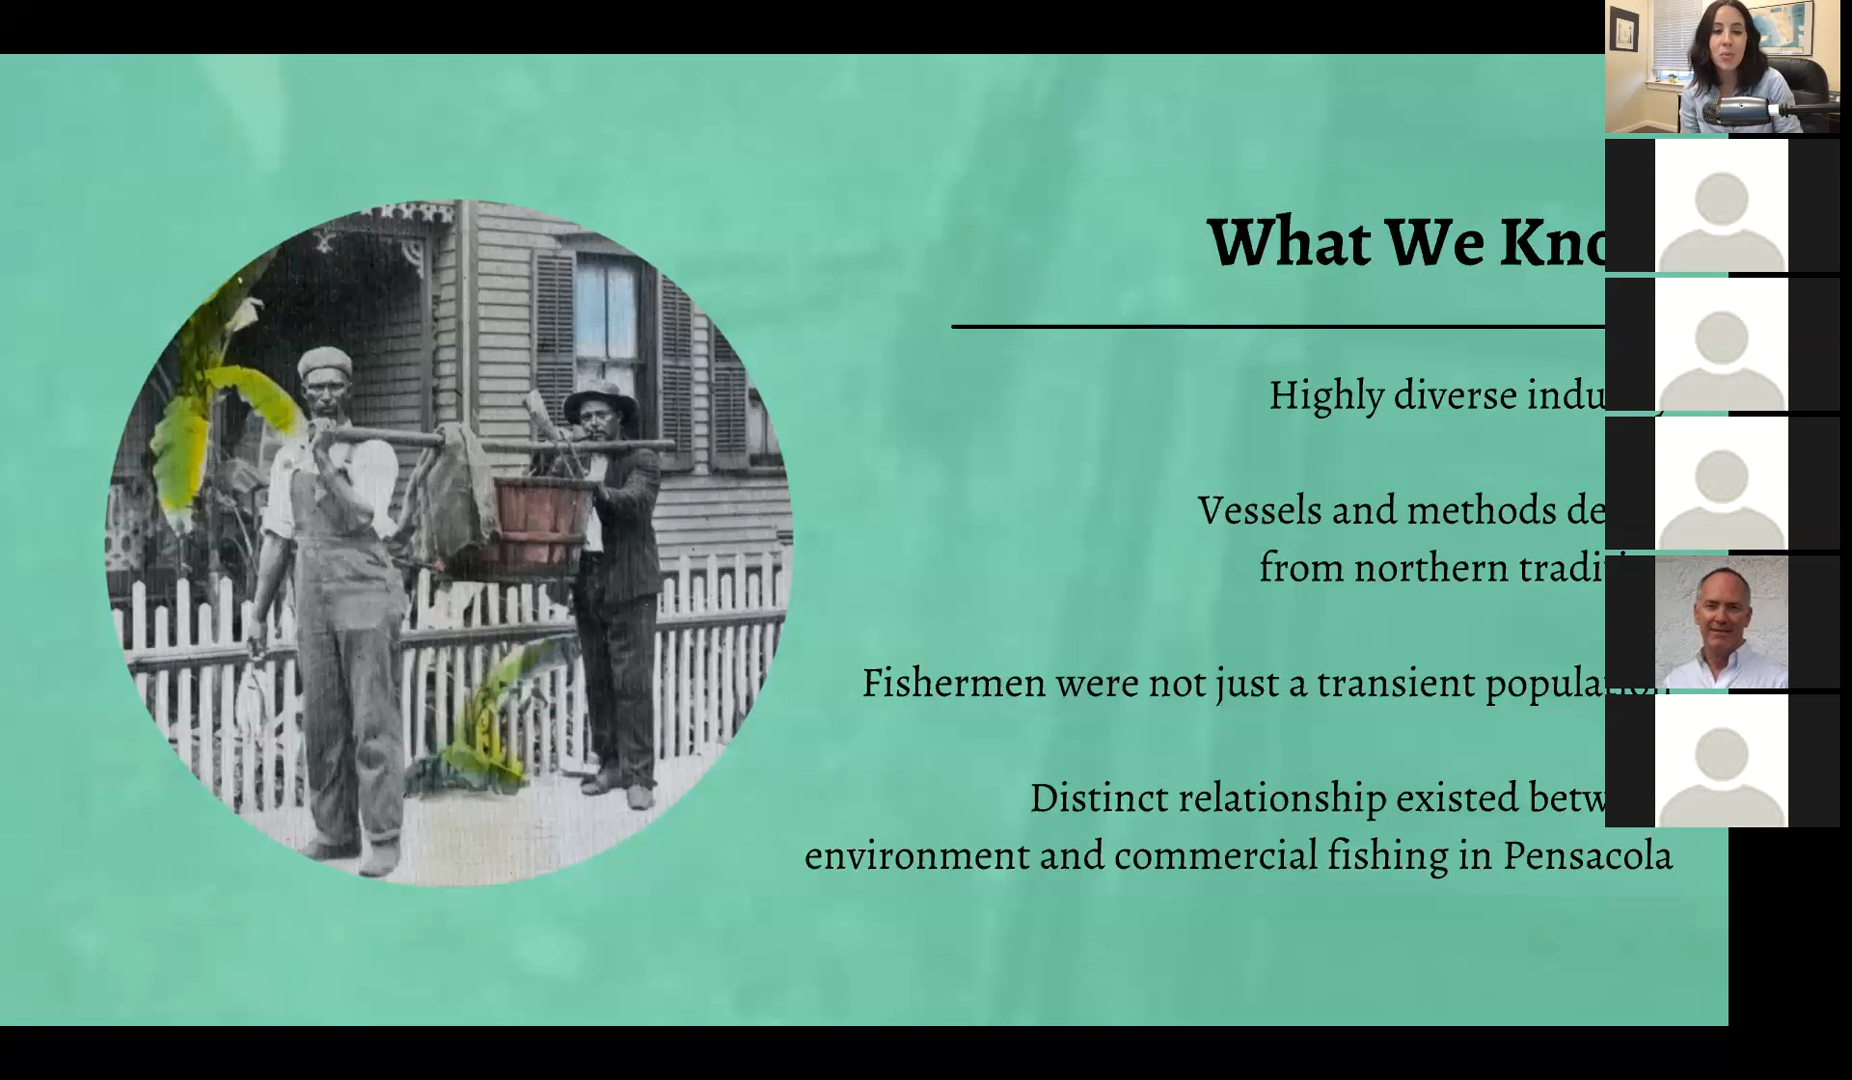 What We Kno
Highly diverse indu
Vessels and methods de
from northern tradi
Fishermen were not just a transient population
Distinct relationship existed betw
environment and commercial fishing in Pensacola